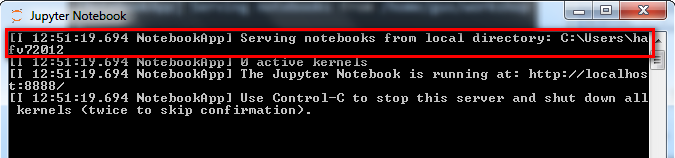 Jupyter Notebook
[I 12:51:19.694 NotebookApp] Serving notebooks from local directory: C:\Users\ha
fv72012
[I 12:51:19.694 NotebookApp] 0 active kernels
[I 12:51:19.694 NotebookApp] The Jupyter Notebook is running at: http://localhos
t:8888/
[I 12:51:19.694 NotebookApp] Use Control-C to stop this server and shut down all
 kernels (twice to skip confirmation).